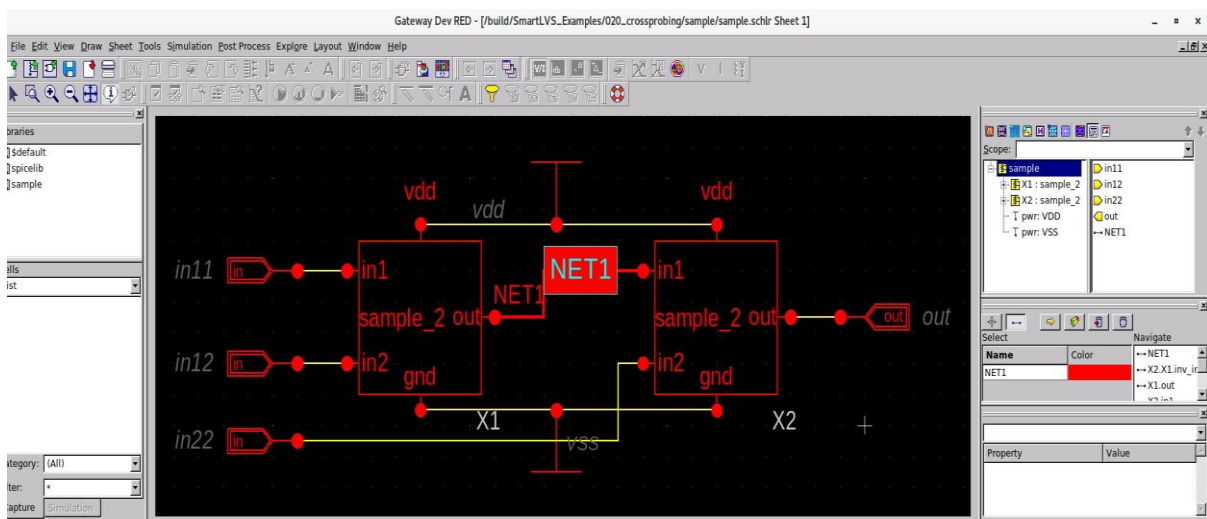 Gateway Dev RED - [/build/SmartLVS_Examples/020_crossprobing/sample/sample.schlr Sheet 1]
File Edit View Draw Sheet Tools Simulation Post Process Explore Layout Window Help
V I
A
braries
$default
spicelib
sample
ells
ist
ategory: (All)
lter: *
apture Simulation
vdd
vdd
vdd
in11
in
in1
NET1
NET1
in1
sample_2 out
sample_2 out
out
out
in12
in
in2
in2
gnd
gnd
X1
X2
in22
in
vss
Scope:
sample
X1 : sample_2
X2 : sample_2
pwr: VDD
pwr: VSS
in11
in12
in22
out
NET1
Select
Navigate
Name Color
NET1
NET1
X2.X1.inv_ir
X1.out
X2.in1
Property Value